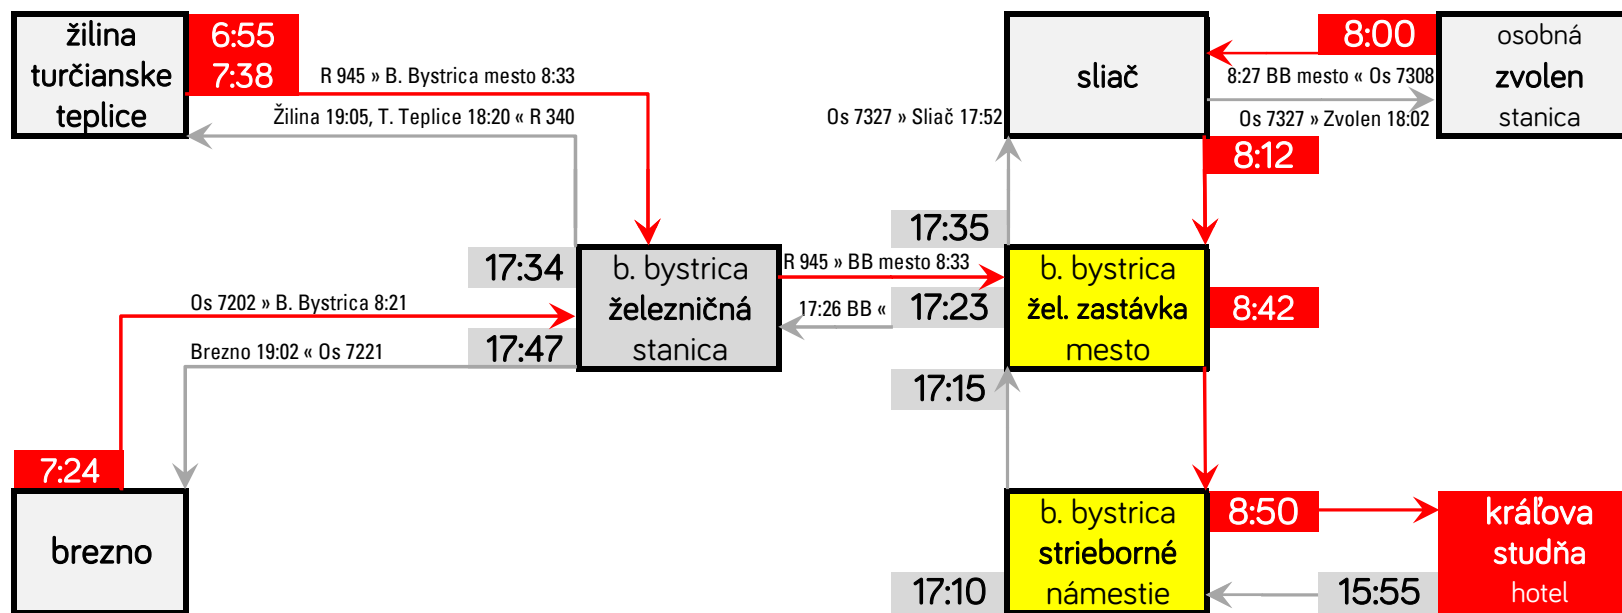 žilina
turčianske
teplice
6:55
7:38
R 945 » B. Bystrica mesto 8:33
Žilina 19:05, T. Teplice 18:20 « R 340
sliač
8:00
osobná
zvolen
stanica
8:27 BB mesto « Os 7308
Os 7327 » Zvolen 18:02
Os 7327 » Sliač 17:52
8:12
17:35
17:34
b. bystrica
železničná
stanica
R 945 » BB mesto 8:33
17:26 BB «
17:23
b. bystrica
žel. zastávka
mesto
8:42
Os 7202 » B. Bystrica 8:21
Brezno 19:02 « Os 7221
17:47
17:15
7:24
brezno
b. bystrica
strieborné
námestie
8:50
17:10
15:55
kráľova
studňa
hotel